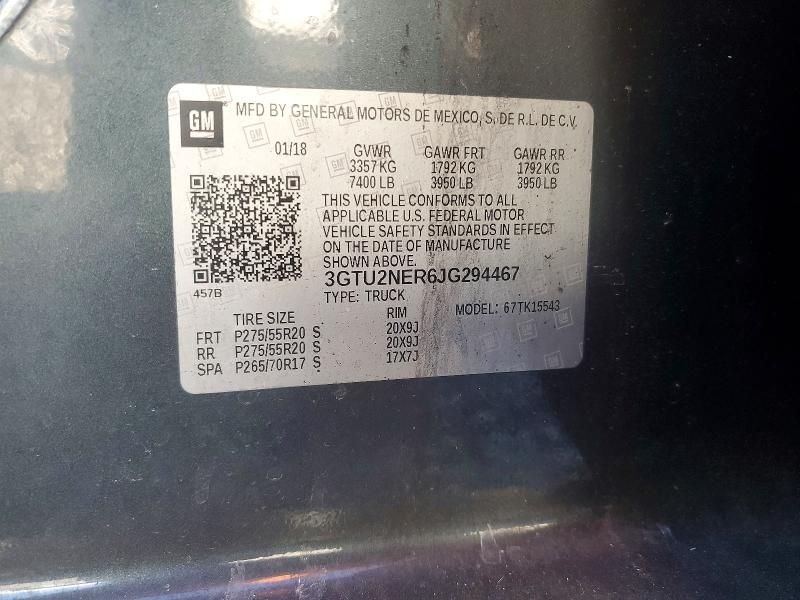 GM MFD BY GENERAL MOTORS DE MEXICO, S. DE R.L. DE C.V.
01/18 GVWR GAWR FRT GAWR RR
3357 KG 1792 KG 1792 KG
7400 LB 3950 LB 3950 LB
THIS VEHICLE CONFORMS TO ALL
APPLICABLE U.S. FEDERAL MOTOR
VEHICLE SAFETY STANDARDS IN EFFECT
ON THE DATE OF MANUFACTURE
SHOWN ABOVE.
457B
3GTU2NER6JG294467
TYPE: TRUCK MODEL: 67TK15543
TIRE SIZE RIM
FRT P275/55R20 S 20X9J
RR P275/55R20 S 20X9J
SPA P265/70R17 S 17X7J